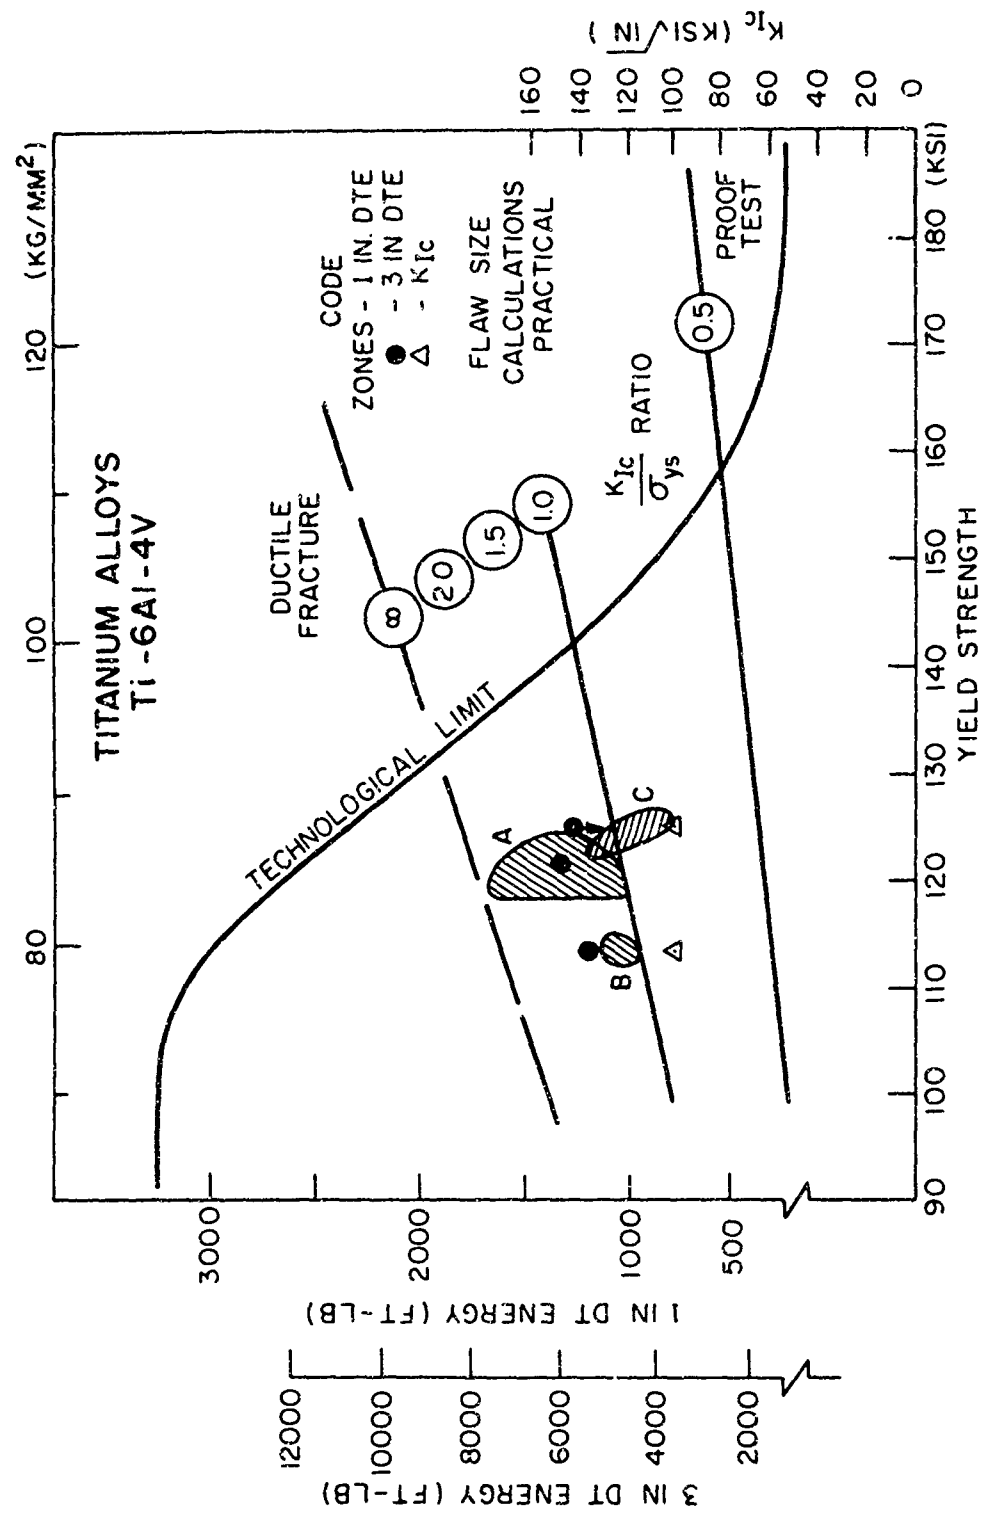 TITANIUM ALLOYS
Ti-6Al-4V
80
100
120
(KG/MM²)
TECHNOLOGICAL LIMIT
DUCTILE
FRACTURE
CODE
ZONES - 1 IN. DTE
● - 3 IN DTE
△ - KIc
FLAW SIZE
CALCULATIONS
PRACTICAL
∞
2.0
1.5
1.0
KIc
σys
RATIO
0.5
PROOF
TEST
A
B
C
3 IN DT ENERGY (FT-LB)
12000
10000
8000
6000
4000
2000
1 IN DT ENERGY (FT-LB)
3000
2000
1000
500
KIc (KSI√IN)
160
140
120
100
80
60
40
20
0
90
100
110
120
130
140
150
160
170
180
(KSI)
YIELD STRENGTH